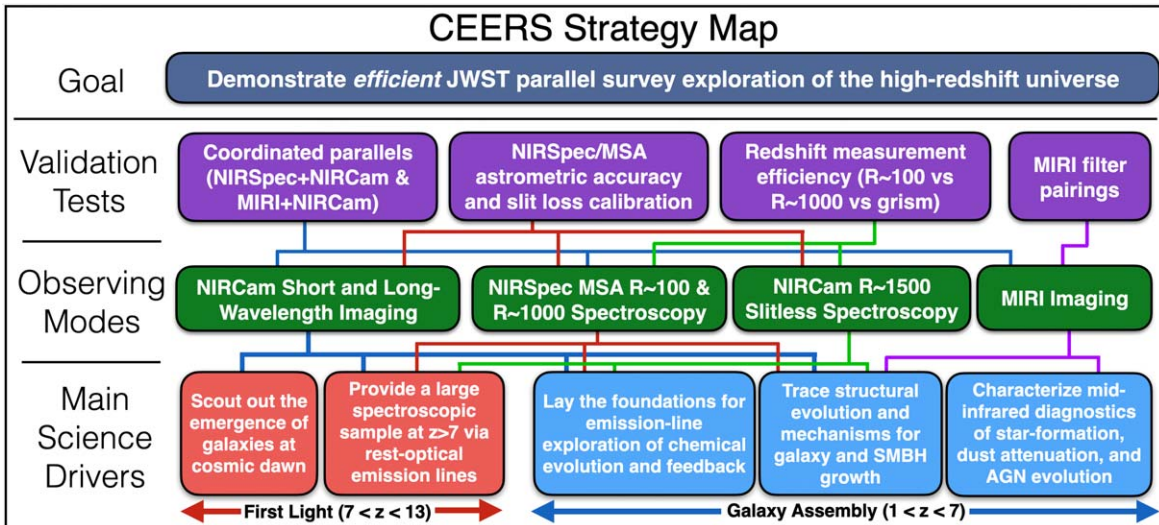 CEERS Strategy Map
Goal
Demonstrate efficient JWST parallel survey exploration of the high-redshift universe
Validation
Tests
Coordinated parallels
(NIRSpec+NIRCam &
MIRI+NIRCam)
NIRSpec/MSA
astrometric accuracy
and slit loss calibration
Redshift measurement
efficiency (R~100 vs
R~1000 vs grism)
MIRI filter
pairings
Observing
Modes
NIRCam Short and Long-
Wavelength Imaging
NIRSpec MSA R~100 &
R~1000 Spectroscopy
NIRCam R~1500
Slitless Spectroscopy
MIRI Imaging
Main
Science
Drivers
Scout out the
emergence of
galaxies at
cosmic dawn
Provide a large
spectroscopic
sample at z>7 via
rest-optical
emission lines
Lay the foundations for
emission-line
exploration of chemical
evolution and feedback
Trace structural
evolution and
mechanisms for
galaxy and SMBH
growth
Characterize mid-
infrared diagnostics
of star-formation,
dust attenuation, and
AGN evolution
First Light (7 < z < 13)
Galaxy Assembly (1 < z < 7)